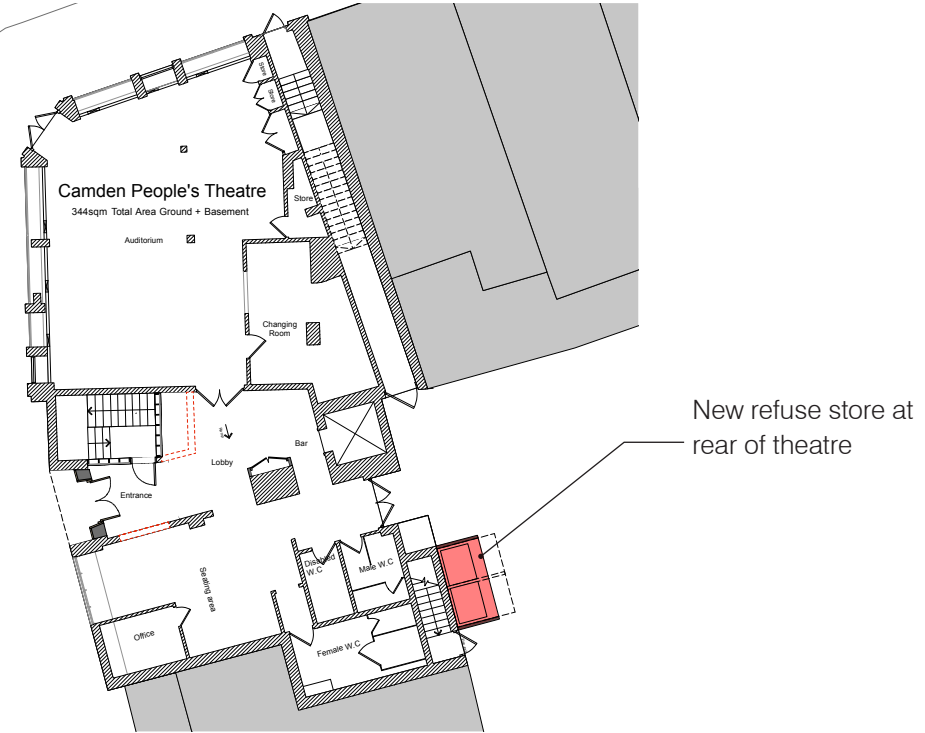 Store
Store
Camden People's Theatre
344sqm Total Area Ground + Basement
Store
Auditorium
Changing
Room
Bar
Lobby
Entrance
New refuse store at
rear of theatre
Disabled
W.C
Male W.C
Seating area
Office
Female W.C